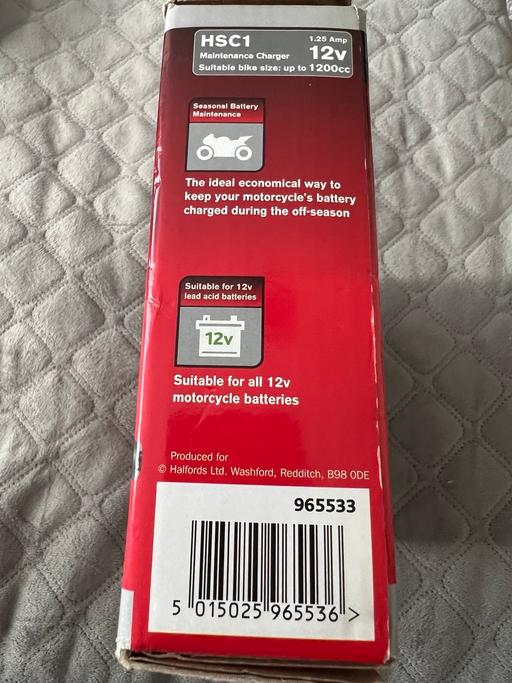 HSC1
1.25 Amp
Maintenance Charger
12v
Suitable bike size: up to 1200cc
Seasonal Battery
Maintenance
The ideal economical way to
keep your motorcycle's battery
charged during the off-season
Suitable for 12v
lead acid batteries
12v
Suitable for all 12v
motorcycle batteries
Produced for
© Halfords Ltd. Washford, Redditch, B98 0DE
965533
5 015025 965536 >